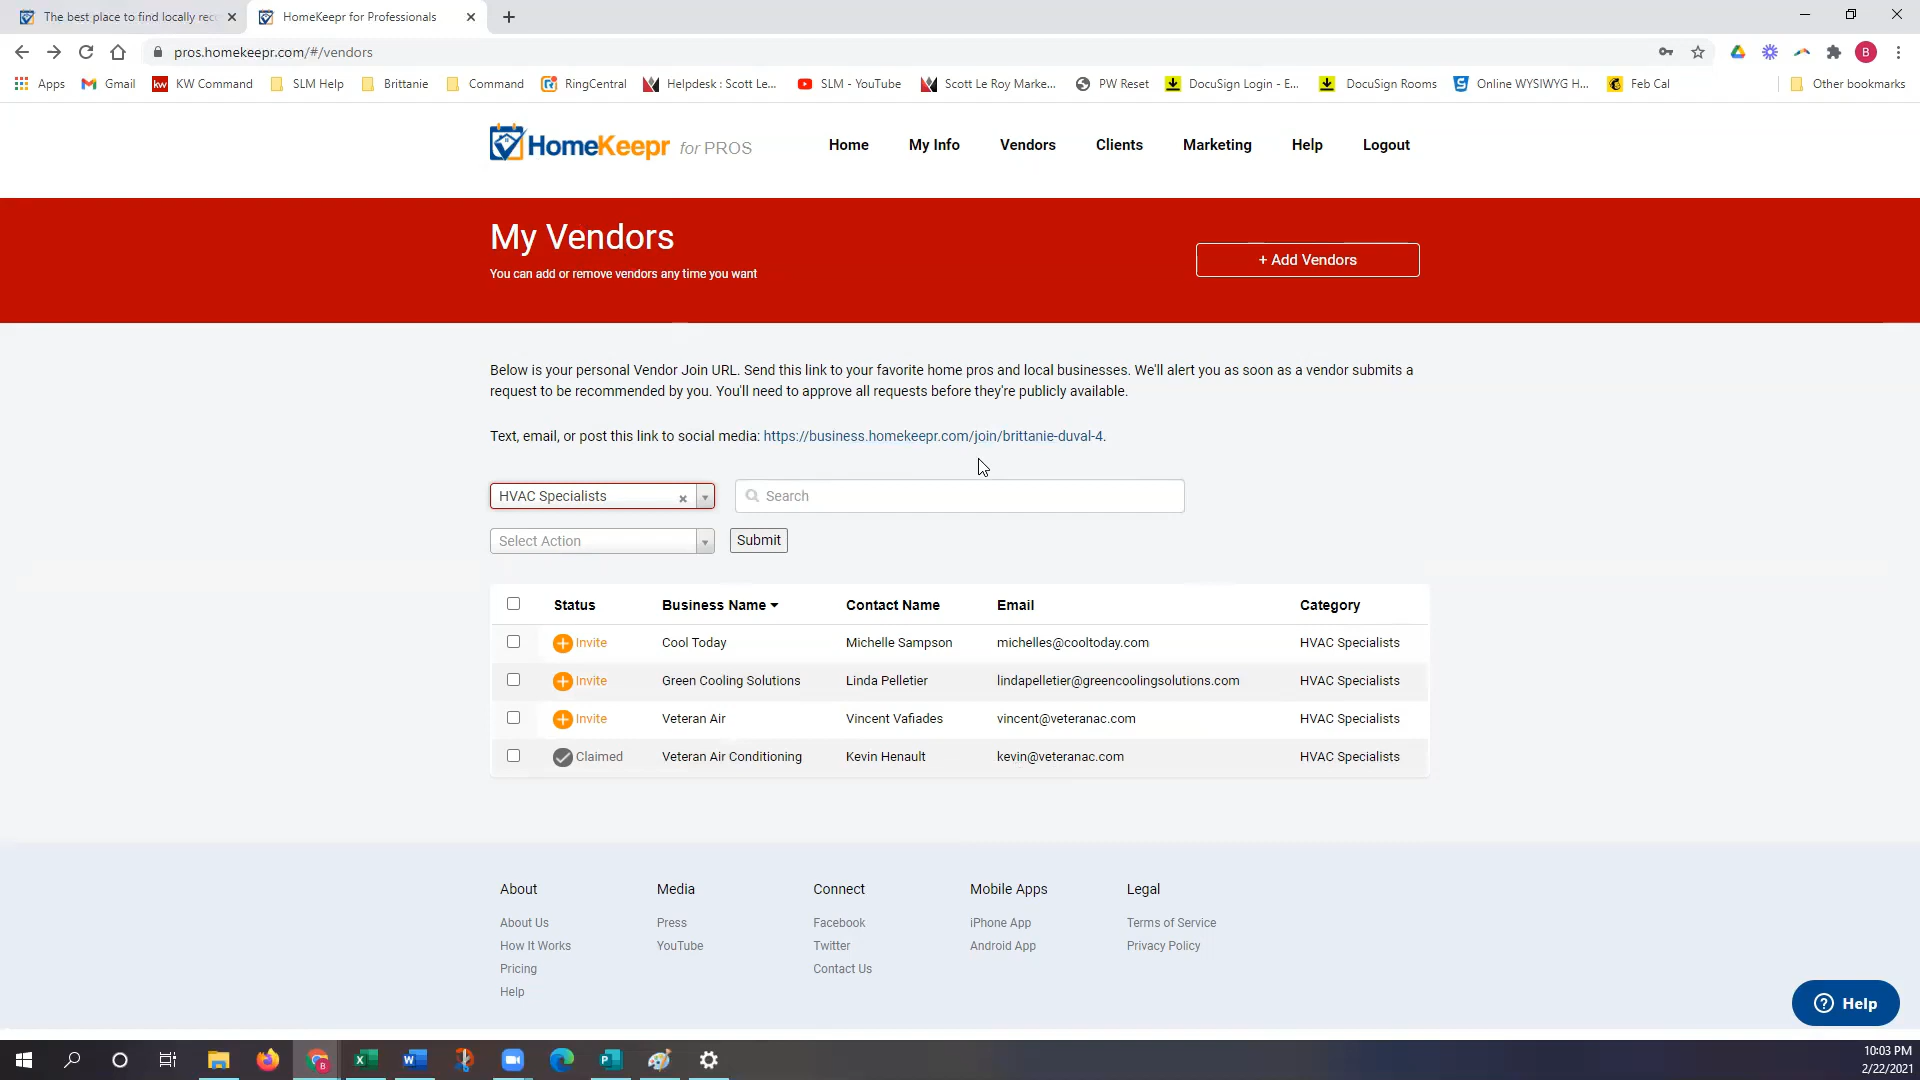 The best place to find locally rec
HomeKeepr for Professionals
pros.homekeepr.com/#/vendors
B
Apps
Gmail
kw
KW Command
SLM Help
Brittanie
Command
RingCentral
Helpdesk : Scott Le...
SLM - YouTube
Scott Le Roy Marke...
PW Reset
DocuSign Login - E...
DocuSign Rooms
Online WYSIWYG H...
Feb Cal
Other bookmarks
HomeKeepr for PROS
Home
My Info
Vendors
Clients
Marketing
Help
Logout
My Vendors
You can add or remove vendors any time you want
+ Add Vendors
Below is your personal Vendor Join URL. Send this link to your favorite home pros and local businesses. We'll alert you as soon as a vendor submits a
request to be recommended by you. You'll need to approve all requests before they're publicly available.
Text, email, or post this link to social media: https://business.homekeepr.com/join/brittanie-duval-4.
HVAC Specialists
Search
Select Action
Submit
Status Business Name Contact Name Email Category
Invite Cool Today Michelle Sampson michelles@cooltoday.com HVAC Specialists
Invite Green Cooling Solutions Linda Pelletier lindapelletier@greencoolingsolutions.com HVAC Specialists
Invite Veteran Air Vincent Vafiades vincent@veteranac.com HVAC Specialists
Claimed Veteran Air Conditioning Kevin Henault kevin@veteranac.com HVAC Specialists
About Media Connect Mobile Apps Legal
About Us Press Facebook iPhone App Terms of Service
How It Works YouTube Twitter Android App Privacy Policy
Pricing Contact Us
Help
Help
10:03 PM
2/22/2021